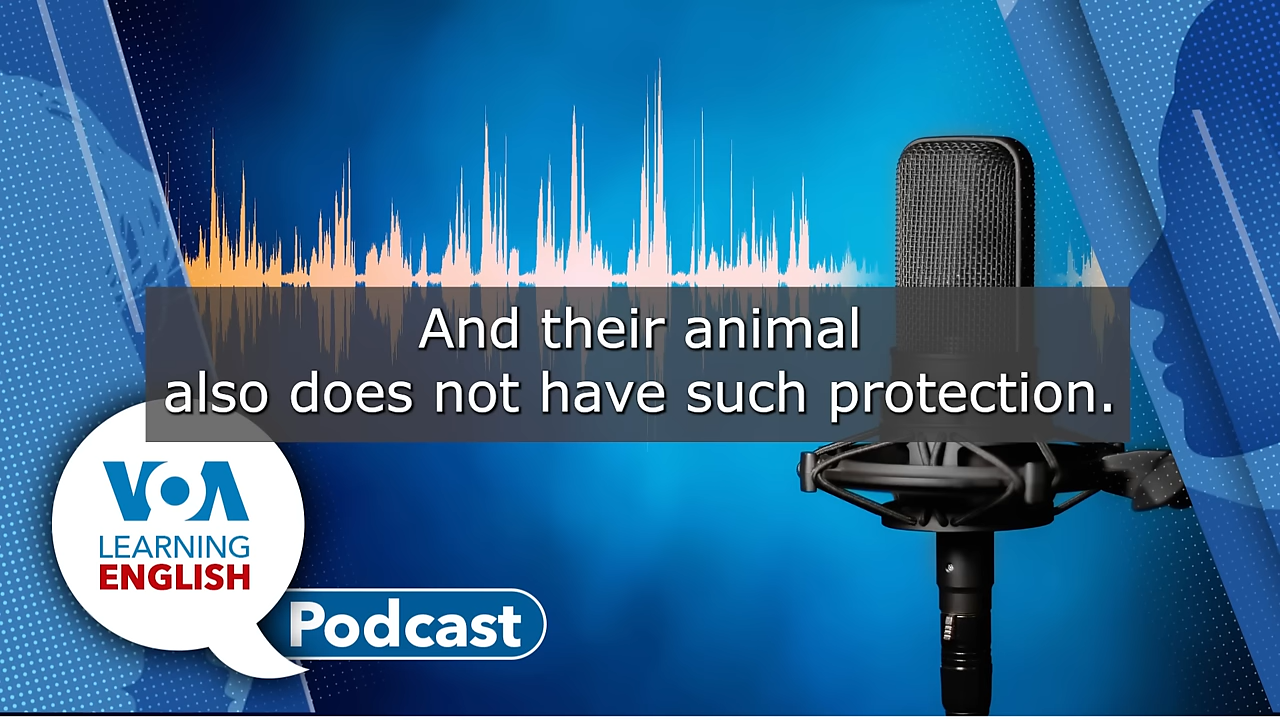 And their animal
also does not have such protection.
VOA
LEARNING
ENGLISH
Podcast